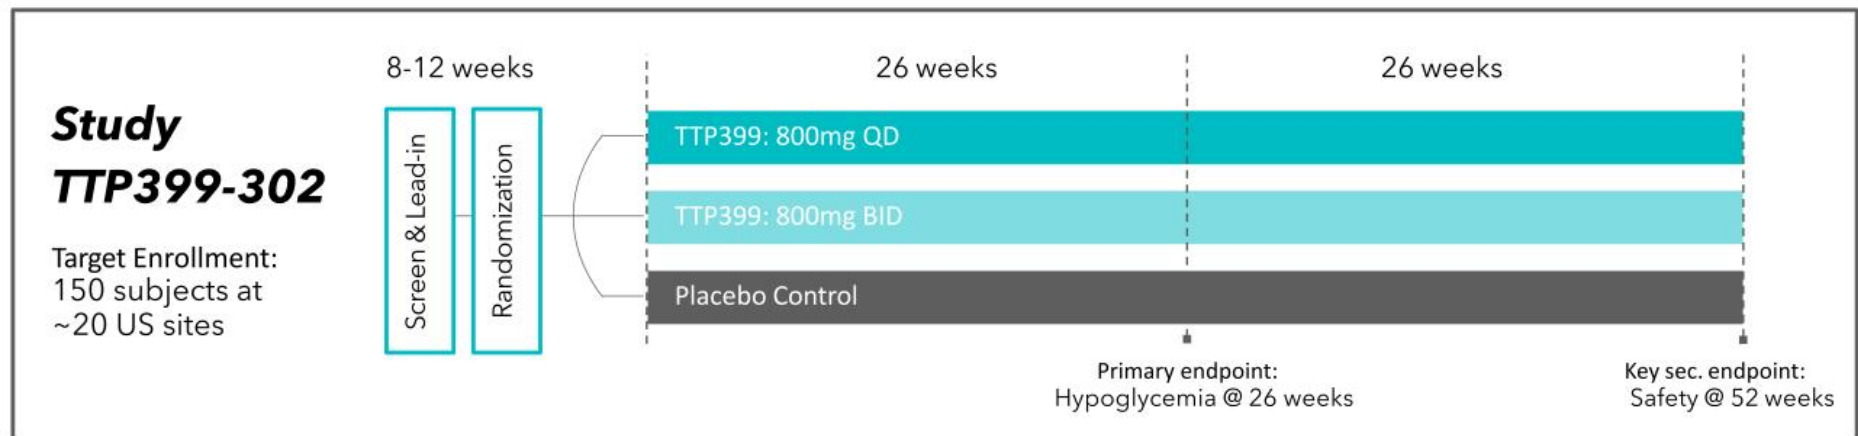 Study
TTP399-302
Target Enrollment:
150 subjects at
~20 US sites
8-12 weeks
26 weeks
26 weeks
Screen & Lead-in
Randomization
TTP399: 800mg QD
TTP399: 800mg BID
Placebo Control
Primary endpoint:
Hypoglycemia @ 26 weeks
Key sec. endpoint:
Safety @ 52 weeks